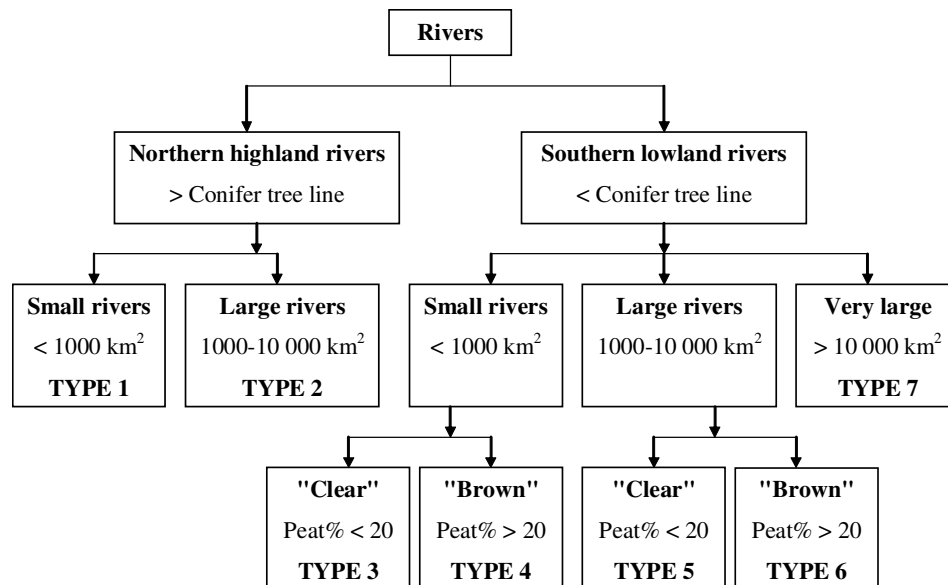 Rivers
Northern highland rivers
> Conifer tree line
Southern lowland rivers
< Conifer tree line
Small rivers
< 1000 km²
TYPE 1
Large rivers
1000-10 000 km²
TYPE 2
Small rivers
< 1000 km²
Large rivers
1000-10 000 km²
Very large
> 10 000 km²
TYPE 7
"Clear"
Peat% < 20
TYPE 3
"Brown"
Peat% > 20
TYPE 4
"Clear"
Peat% < 20
TYPE 5
"Brown"
Peat% > 20
TYPE 6